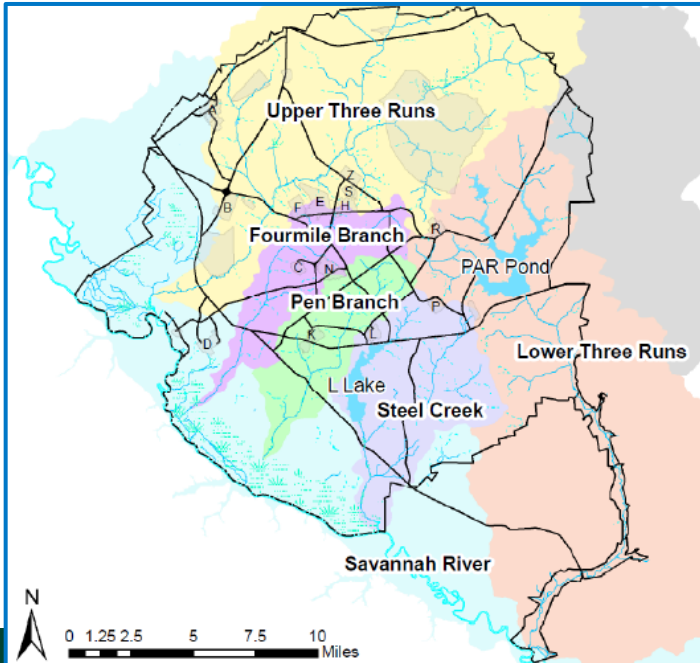 A
Upper Three Runs
Z
S
B
F E H
R
Fourmile Branch
C N
PAR Pond
Pen Branch
P
D
K L
Lower Three Runs
L Lake
Steel Creek
Savannah River
N
0 1.25 2.5 5 7.5 10
Miles